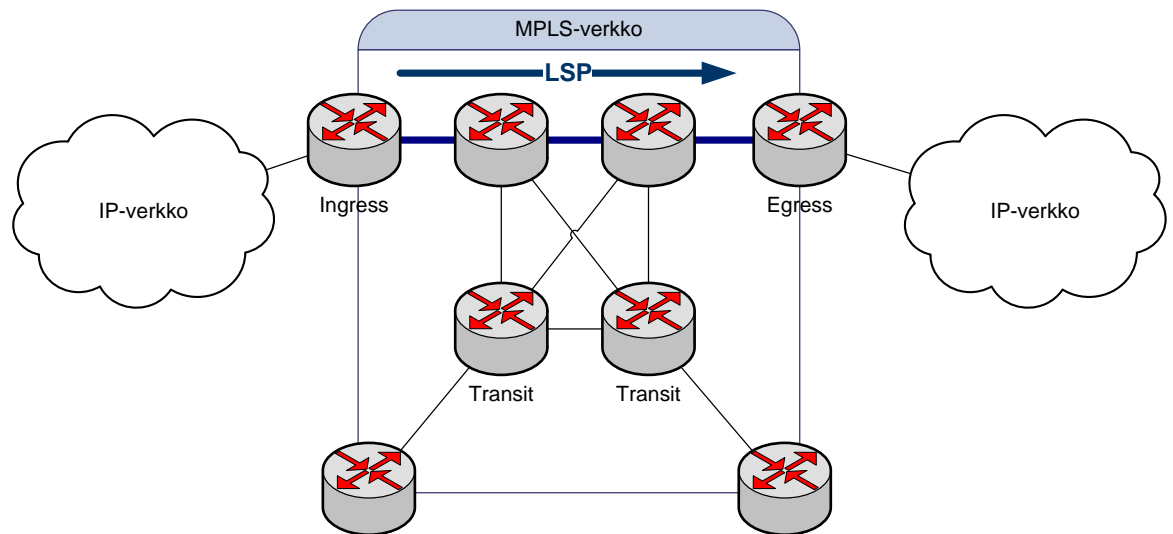 MPLS-verkko
LSP
Ingress
Egress
IP-verkko
IP-verkko
Transit
Transit